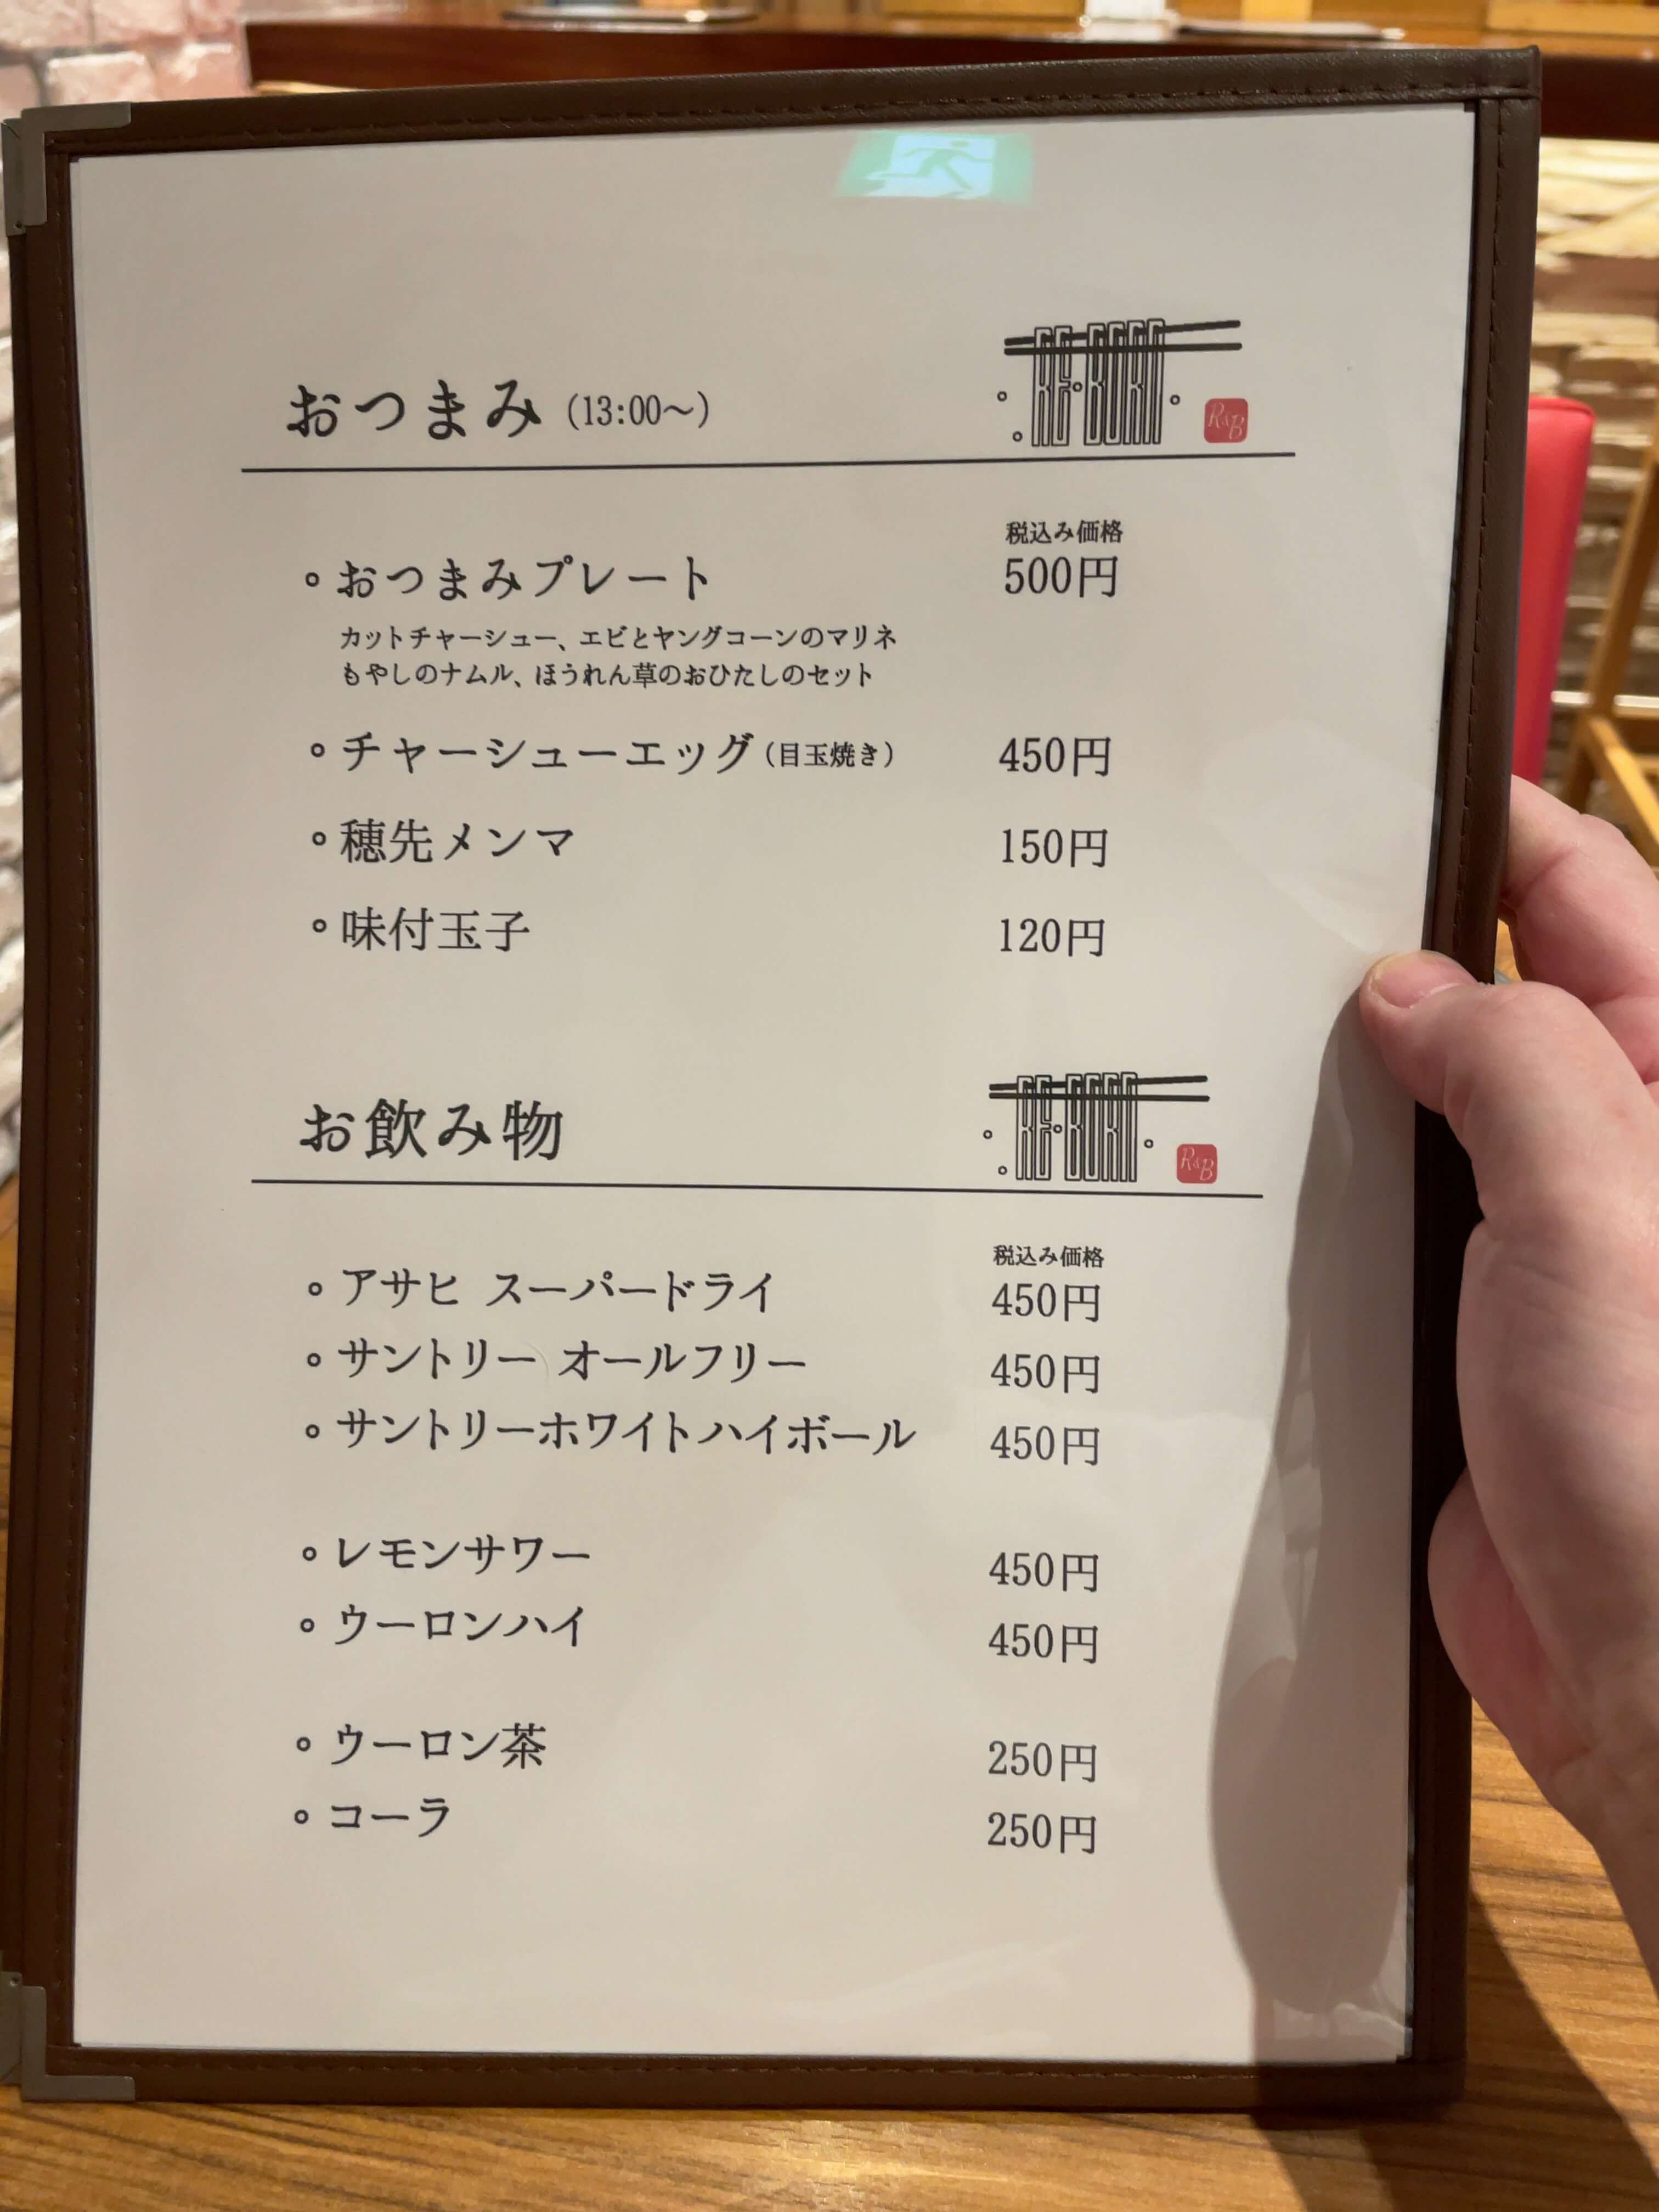 おつまみ (13:00〜)
RE・BORN
R&B
税込み価格
おつまみプレート 500円
カットチャーシュー、エビとヤングコーンのマリネ
もやしのナムル、ほうれん草のおひたしのセット
チャーシューエッグ(目玉焼き) 450円
穂先メンマ 150円
味付玉子 120円
お飲み物
RE・BORN
R&B
税込み価格
アサヒ スーパードライ 450円
サントリー オールフリー 450円
サントリーホワイトハイボール 450円
レモンサワー 450円
ウーロンハイ 450円
ウーロン茶 250円
コーラ 250円